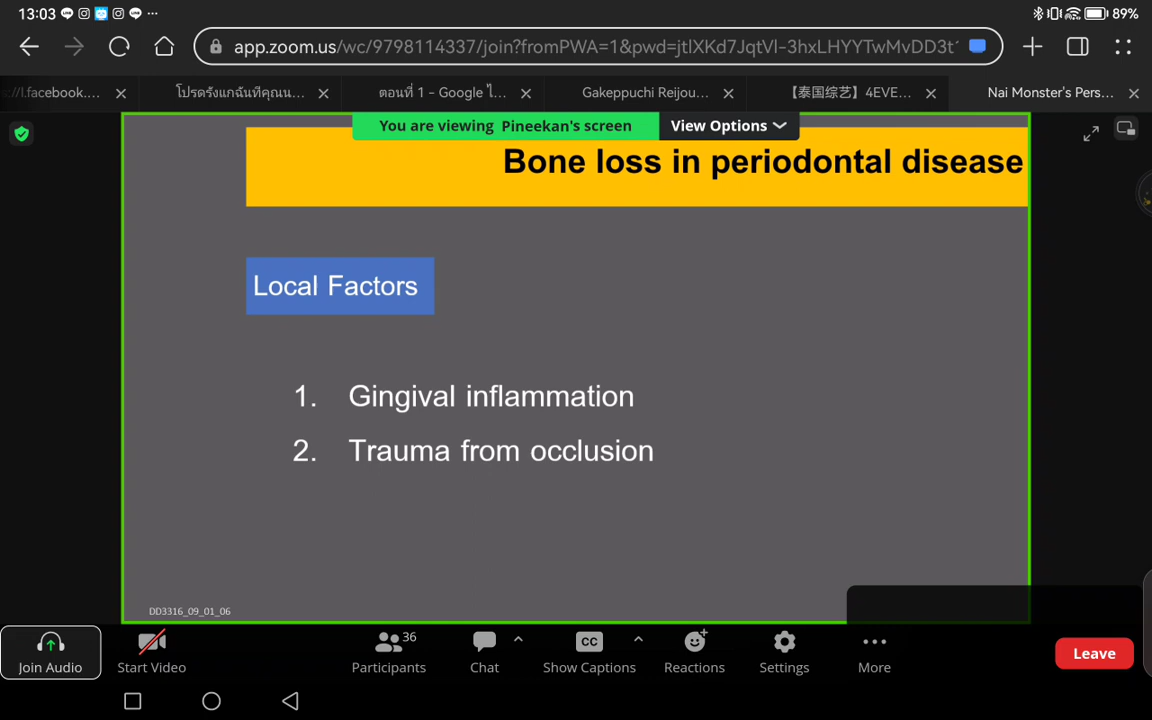 13:03
89%
app.zoom.us/wc/9798114337/join?fromPWA=1&pwd=jtlXKd7JqtVl-3hxLHYYTwMvDD3t1
s://l.facebook....
โปรดรังแกฉันทีคุณน...
ตอนที่ 1 - Google ไ...
Gakeppuchi Reijou...
【泰国综艺】4EVE...
Nai Monster's Pers...
You are viewing Pineekan's screen
View Options
Bone loss in periodontal disease
Local Factors
1. Gingival inflammation
2. Trauma from occlusion
DD3316_09_01_06
36
CC
Join Audio
Start Video
Participants
Chat
Show Captions
Reactions
Settings
More
Leave